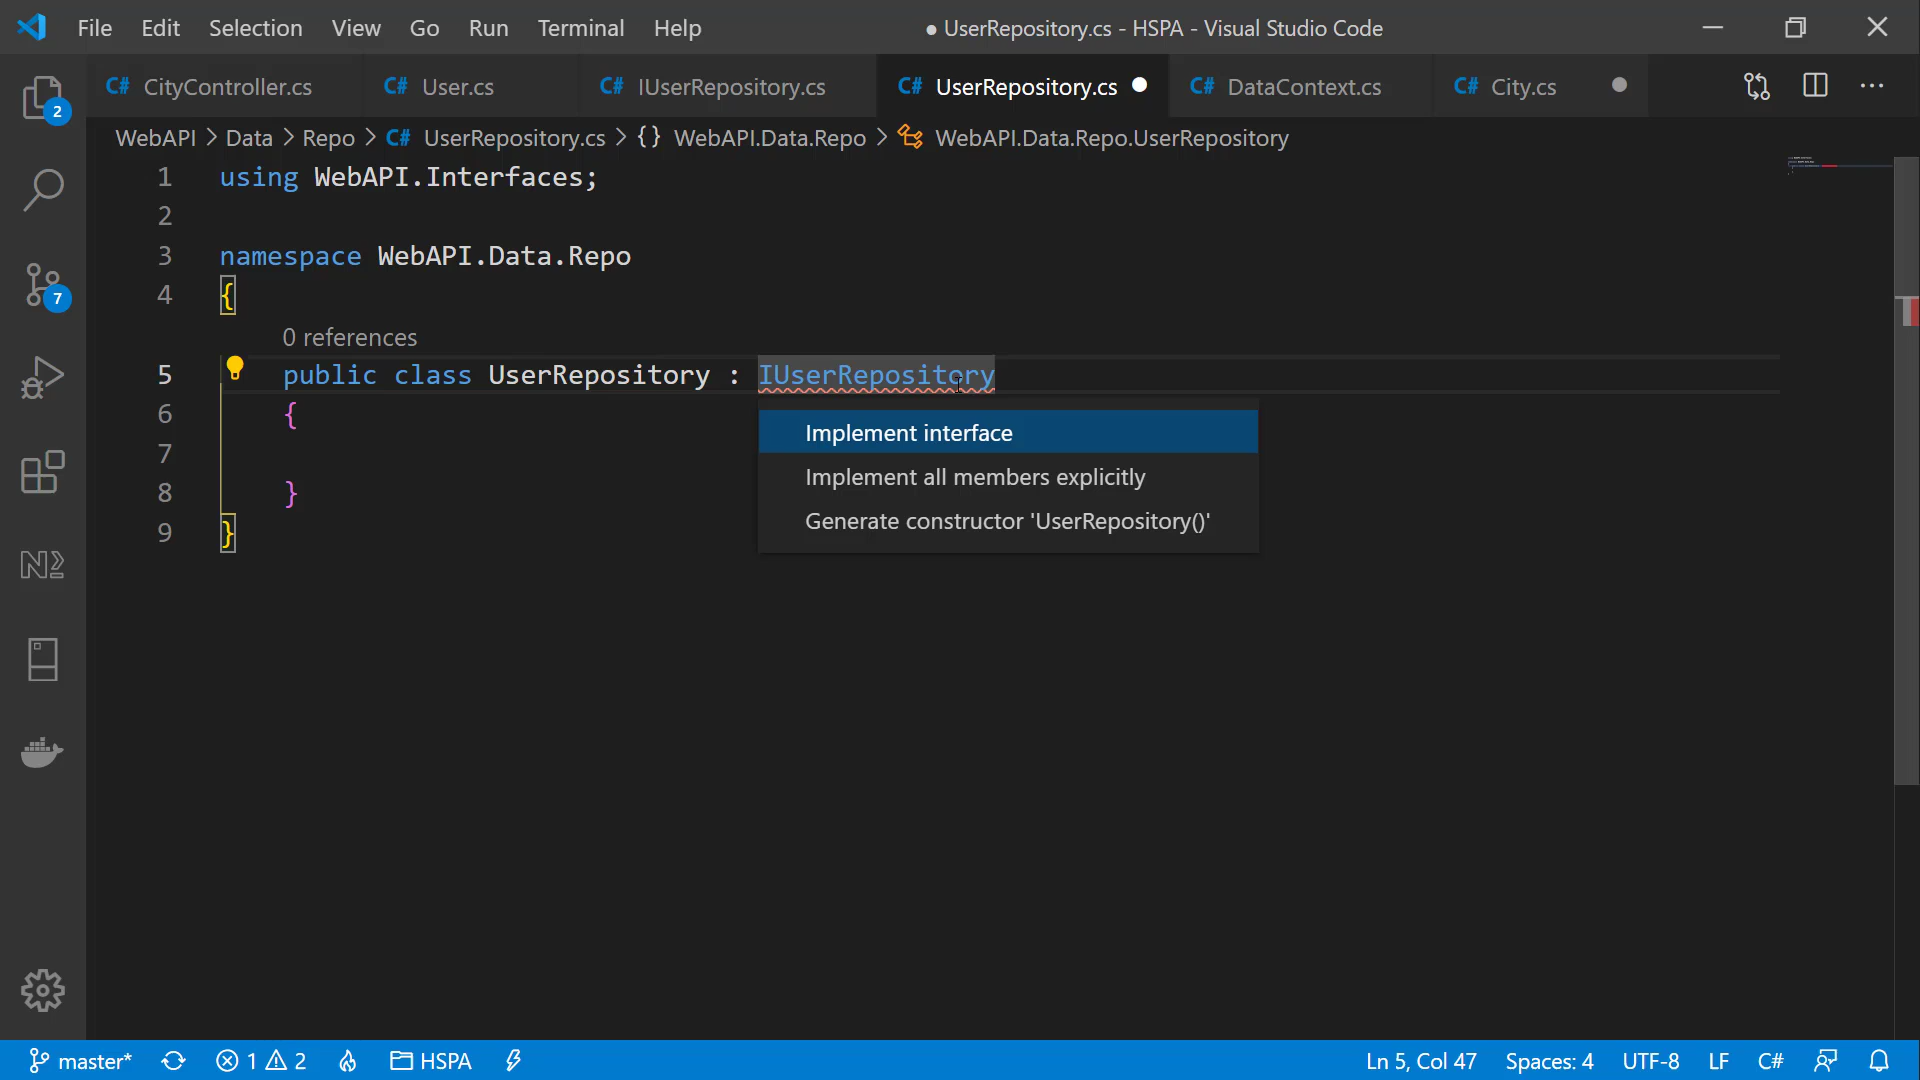 File Edit Selection View Go Run Terminal Help ● UserRepository.cs - HSPA - Visual Studio Code
C# CityController.cs C# User.cs C# IUserRepository.cs C# UserRepository.cs C# DataContext.cs C# City.cs
WebAPI > Data > Repo > C# UserRepository.cs > {} WebAPI.Data.Repo > WebAPI.Data.Repo.UserRepository
1 using WebAPI.Interfaces;
2
3 namespace WebAPI.Data.Repo
4 {
0 references
5 public class UserRepository : IUserRepository
6 {
Implement interface
7
Implement all members explicitly
8 }
Generate constructor 'UserRepository()'
9 }
2
7
master* 1 2 HSPA Ln 5, Col 47 Spaces: 4 UTF-8 LF C#